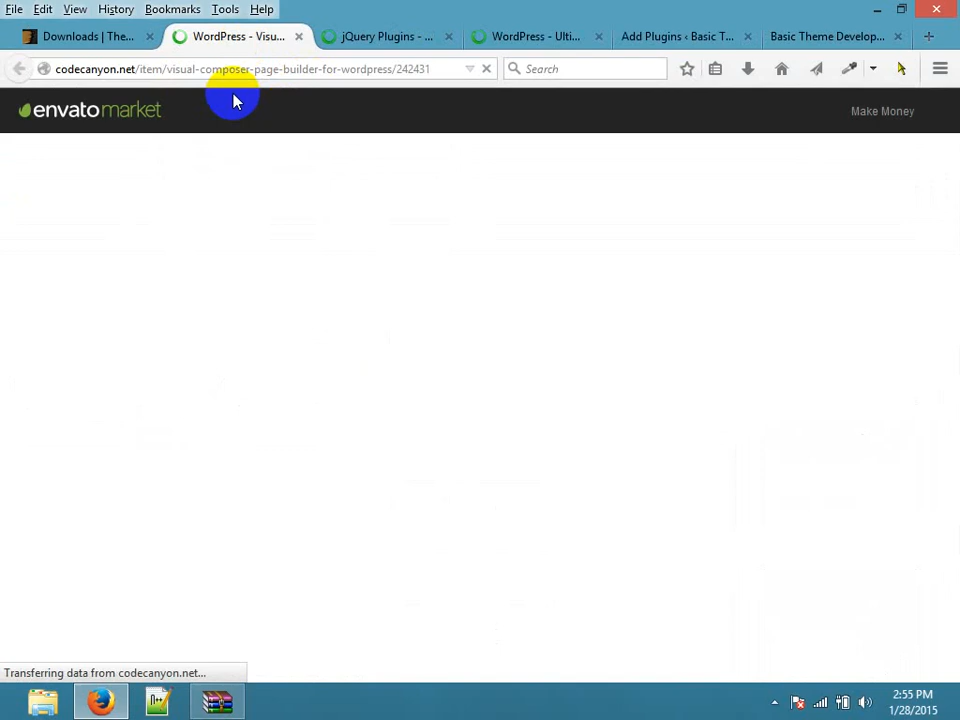 File Edit View History Bookmarks Tools Help
Downloads | The...
WordPress - Visu...
jQuery Plugins - ...
WordPress - Ulti...
Add Plugins ‹ Basic T...
Basic Theme Develop...
codecanyon.net/item/visual-composer-page-builder-for-wordpress/242431
Search
envatomarket
Make Money
Transferring data from codecanyon.net...
2:55 PM
1/28/2015